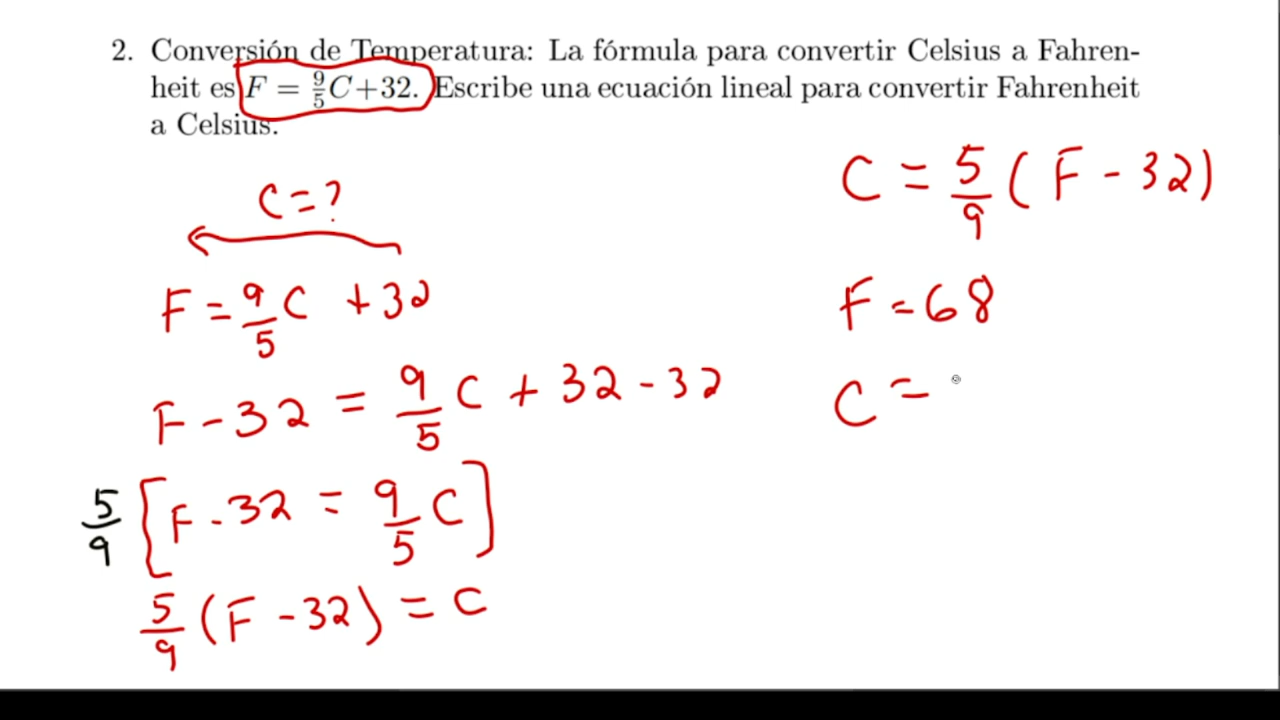 2. Conversión de Temperatura: La fórmula para convertir Celsius a Fahren-
heit es F = 9/5 C+32. Escribe una ecuación lineal para convertir Fahrenheit
a Celsius.
C = ?
F = 9/5 C + 32
F - 32 = 9/5 C + 32 - 32
5/9 [F - 32 = 9/5 C]
5/9 (F - 32) = C
C = 5/9 (F - 32)
F = 68
C =